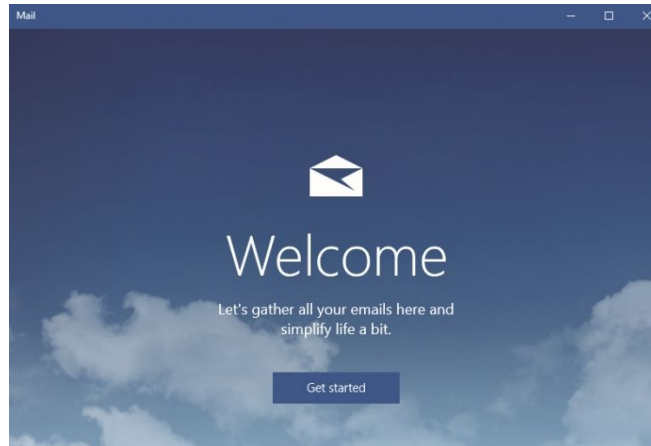 Mail
Welcome
Let's gather all your emails here and
simplify life a bit.
Get started